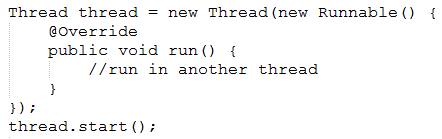 Thread thread = new Thread(new Runnable() {
    @Override
    public void run() {
        //run in another thread
    }
});
thread.start();